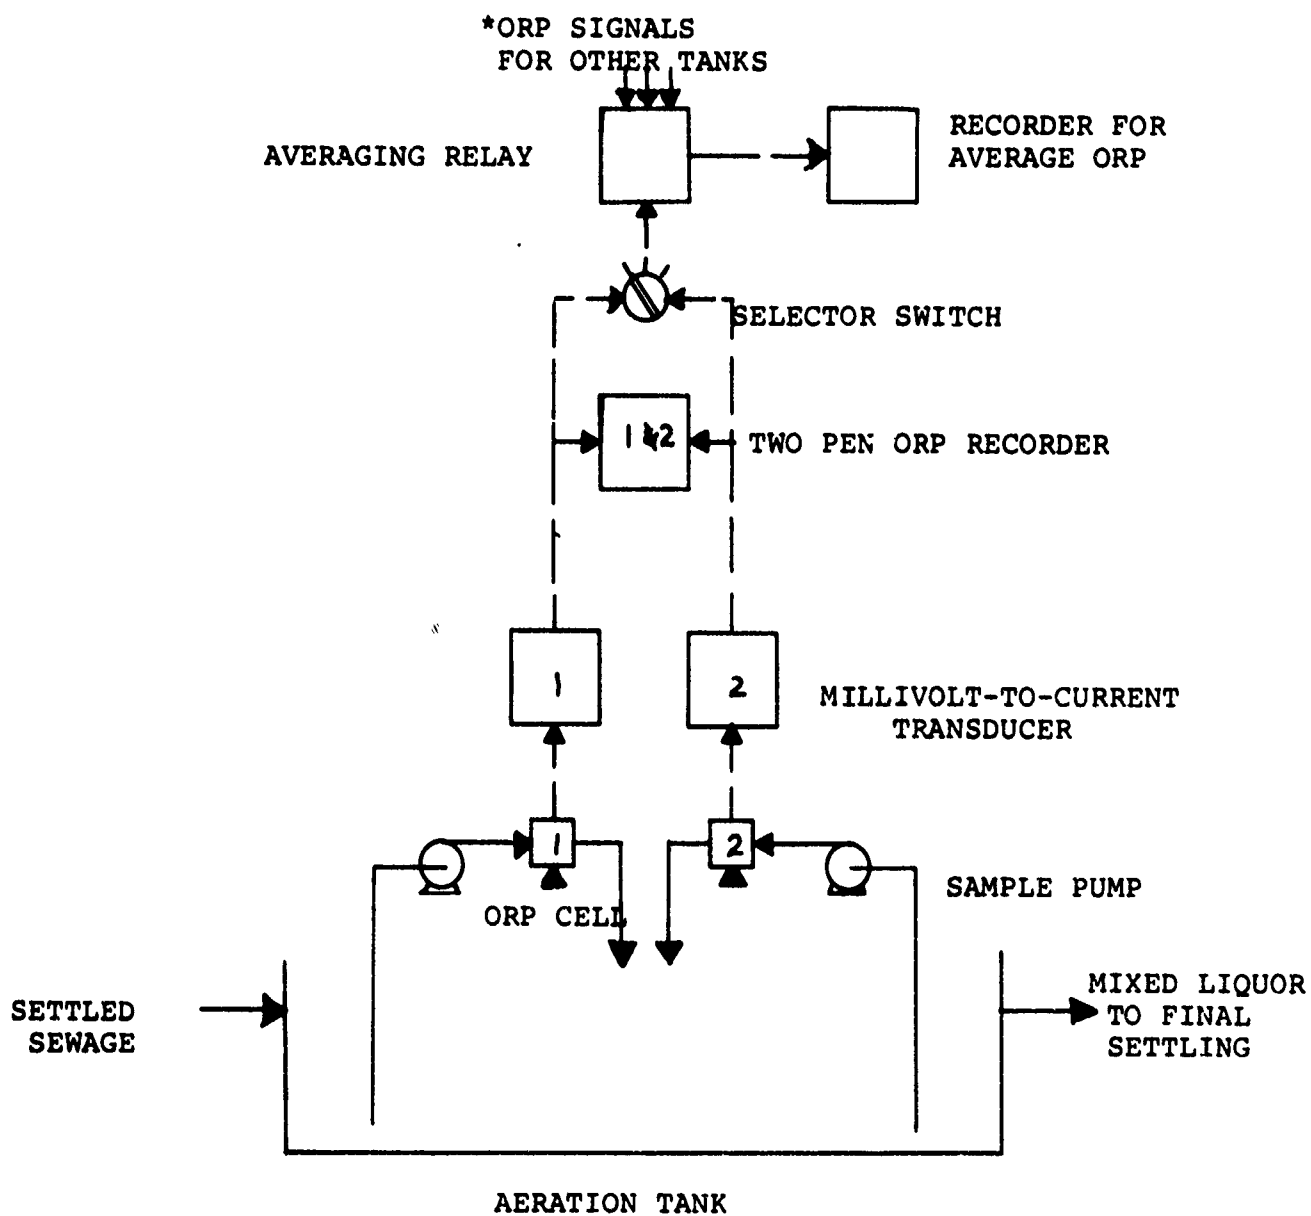 *ORP SIGNALS
FOR OTHER TANKS
AVERAGING RELAY
RECORDER FOR
AVERAGE ORP
SELECTOR SWITCH
1 & 2
TWO PEN ORP RECORDER
1
2
MILLIVOLT-TO-CURRENT
TRANSDUCER
1
2
ORP CELL
SAMPLE PUMP
SETTLED
SEWAGE
MIXED LIQUOR
TO FINAL
SETTLING
AERATION TANK